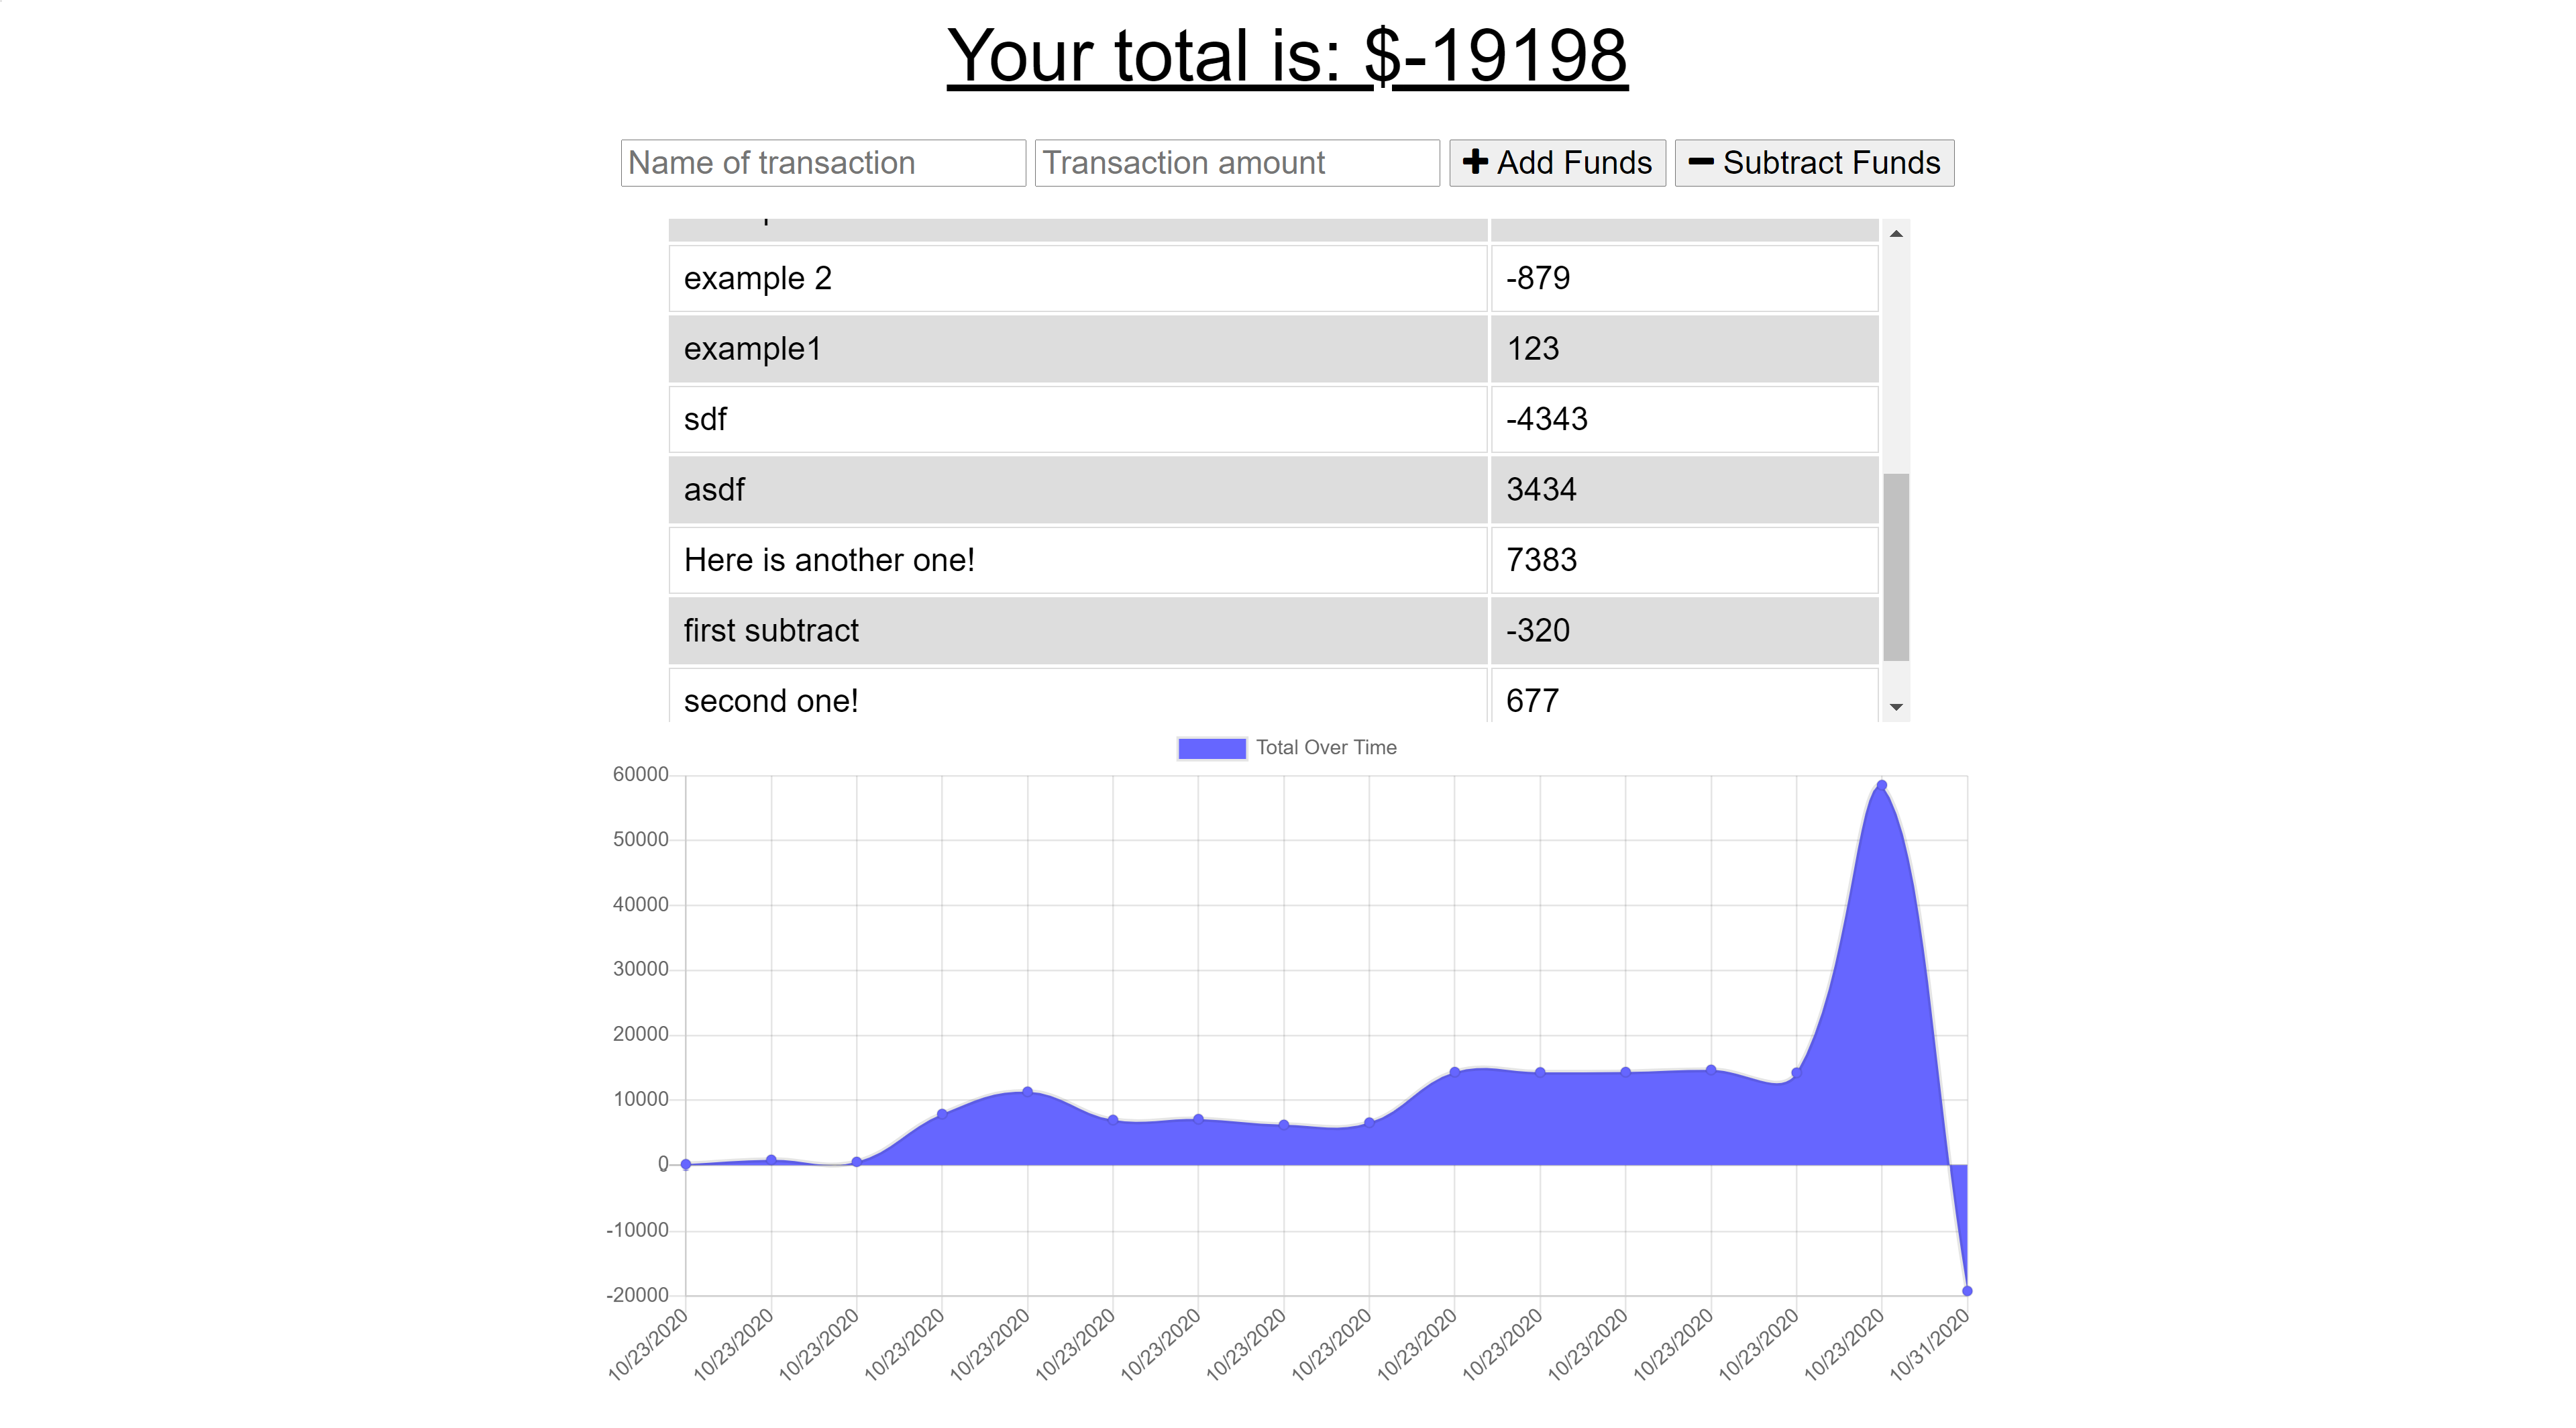 Your total is: $-19198
Name of transaction Transaction amount Add Funds Subtract Funds
example 2 -879
example1 123
sdf -4343
asdf 3434
Here is another one! 7383
first subtract -320
second one! 677
Total Over Time
60000
50000
40000
30000
20000
10000
0
-10000
-20000
10/23/2020 10/23/2020 10/23/2020 10/23/2020 10/23/2020 10/23/2020 10/23/2020 10/23/2020 10/23/2020 10/23/2020 10/23/2020 10/23/2020 10/23/2020 10/23/2020 10/23/2020 10/31/2020